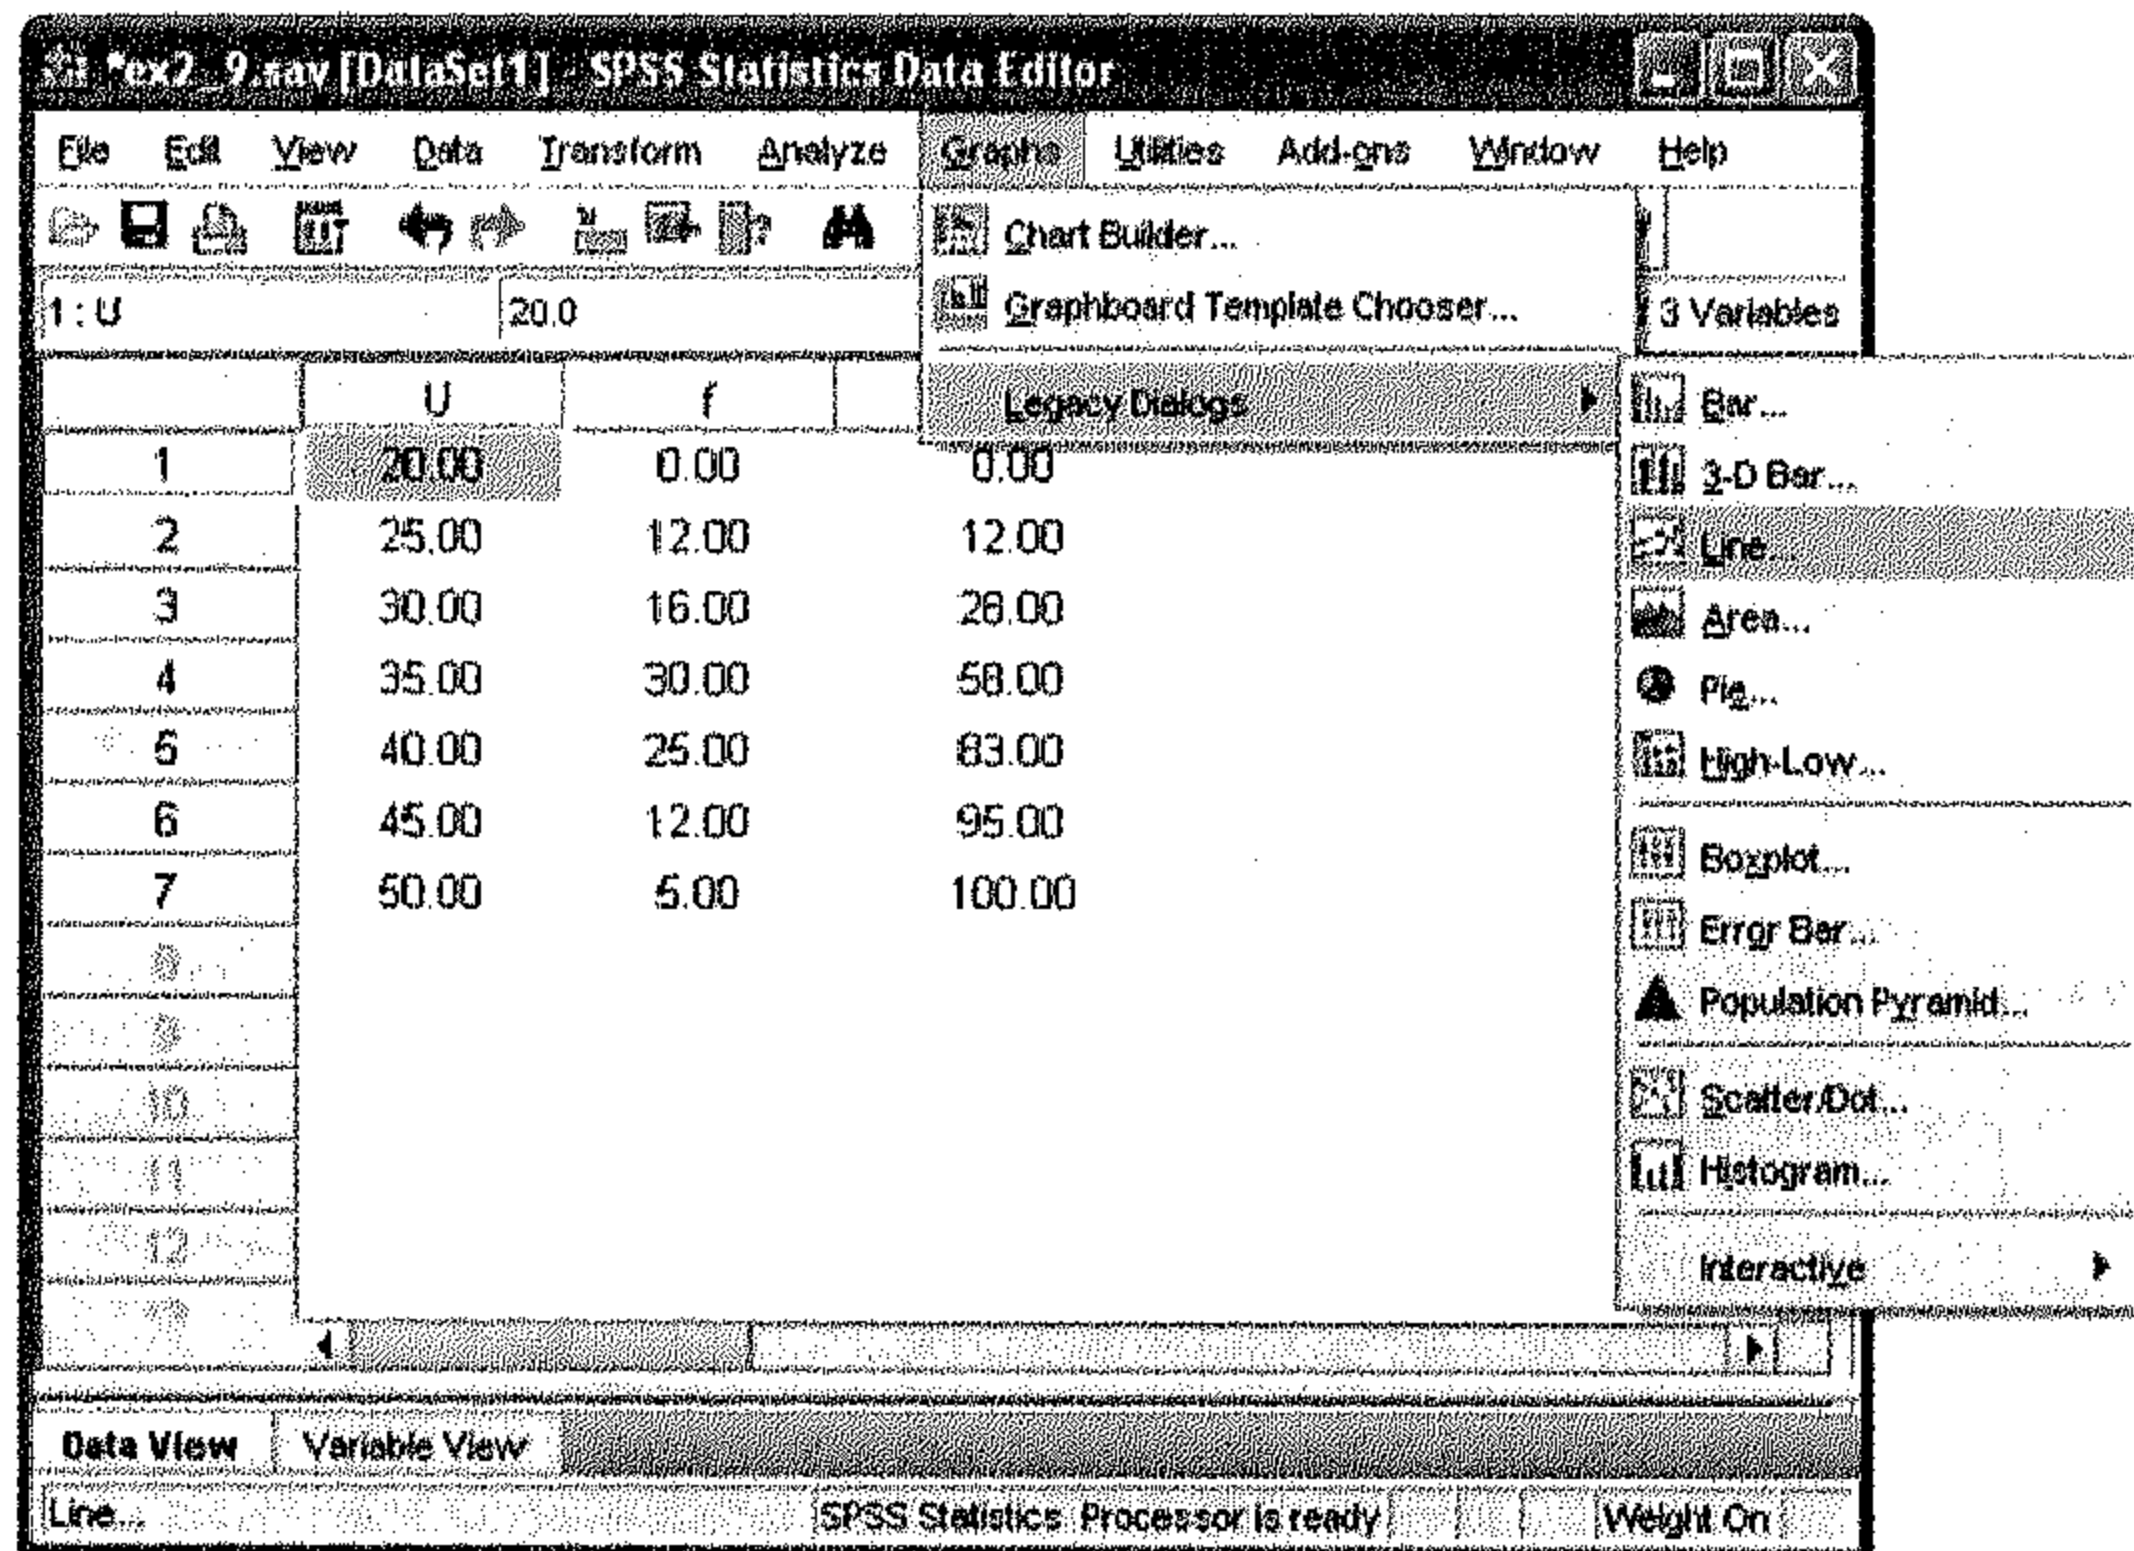 *ex2_9.sav [DataSet1] - SPSS Statistics Data Editor
File Edit View Data Transform Analyze Graphs Utilities Add-ons Window Help
Chart Builder...
1 : U 20.0 Graphboard Template Chooser... 3 Variables
U f Legacy Dialogs Bar...
1 20.00 0.00 0.00 3-D Bar...
2 25.00 12.00 12.00 Line...
3 30.00 16.00 28.00 Area...
4 35.00 30.00 58.00 Pie...
5 40.00 25.00 83.00 High-Low...
6 45.00 12.00 95.00 Boxplot...
7 50.00 5.00 100.00
8 Error Bar...
9 Population Pyramid...
10 Scatter/Dot...
11 Histogram...
12 Interactive
Data View Variable View
Line... SPSS Statistics Processor is ready Weight On